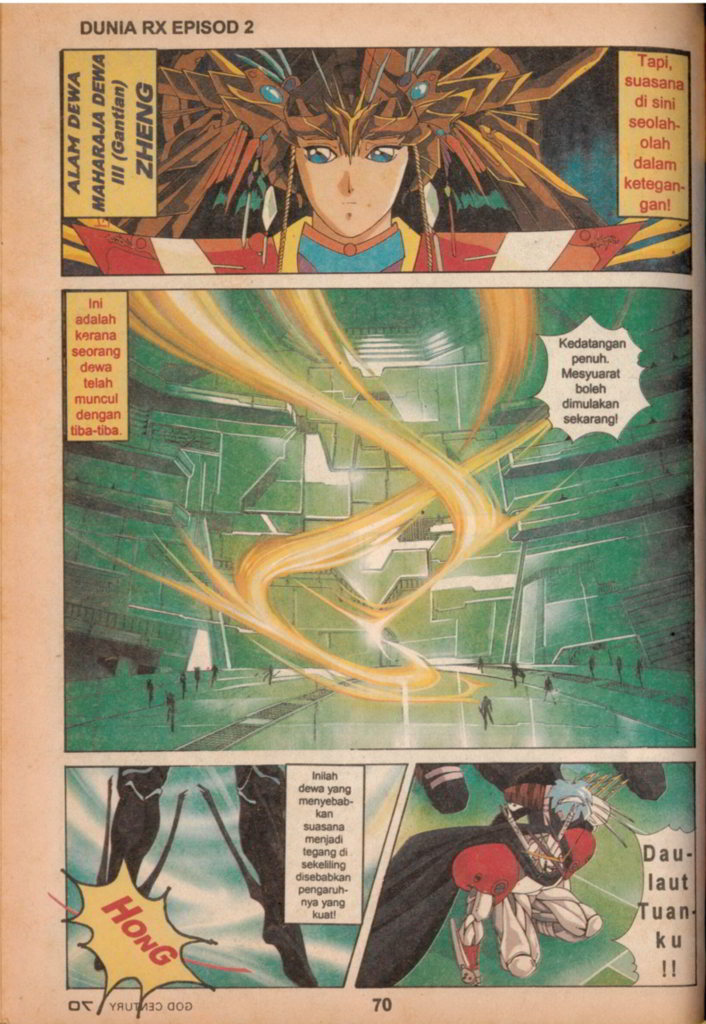 DUNIA RX EPISOD 2
ALAM DEWA
MAHARAJA DEWA
III (Gantian)
ZHENG
Tapi,
suasana
di sini
seolah-
olah
dalam
ketegan-
gan!
Ini
adalah
kerana
seorang
dewa
telah
muncul
dengan
tiba-tiba.
Kedatangan
penuh.
Mesyuarat
boleh
dimulakan
sekarang!
Inilah
dewa yang
menyebab-
kan
suasana
menjadi
tegang di
sekeliling
disebabkan
pengaruh-
nya yang
kuat!
HONG
Dau-
laut
Tuan-
ku
!!
70 GOD CENTURY
70